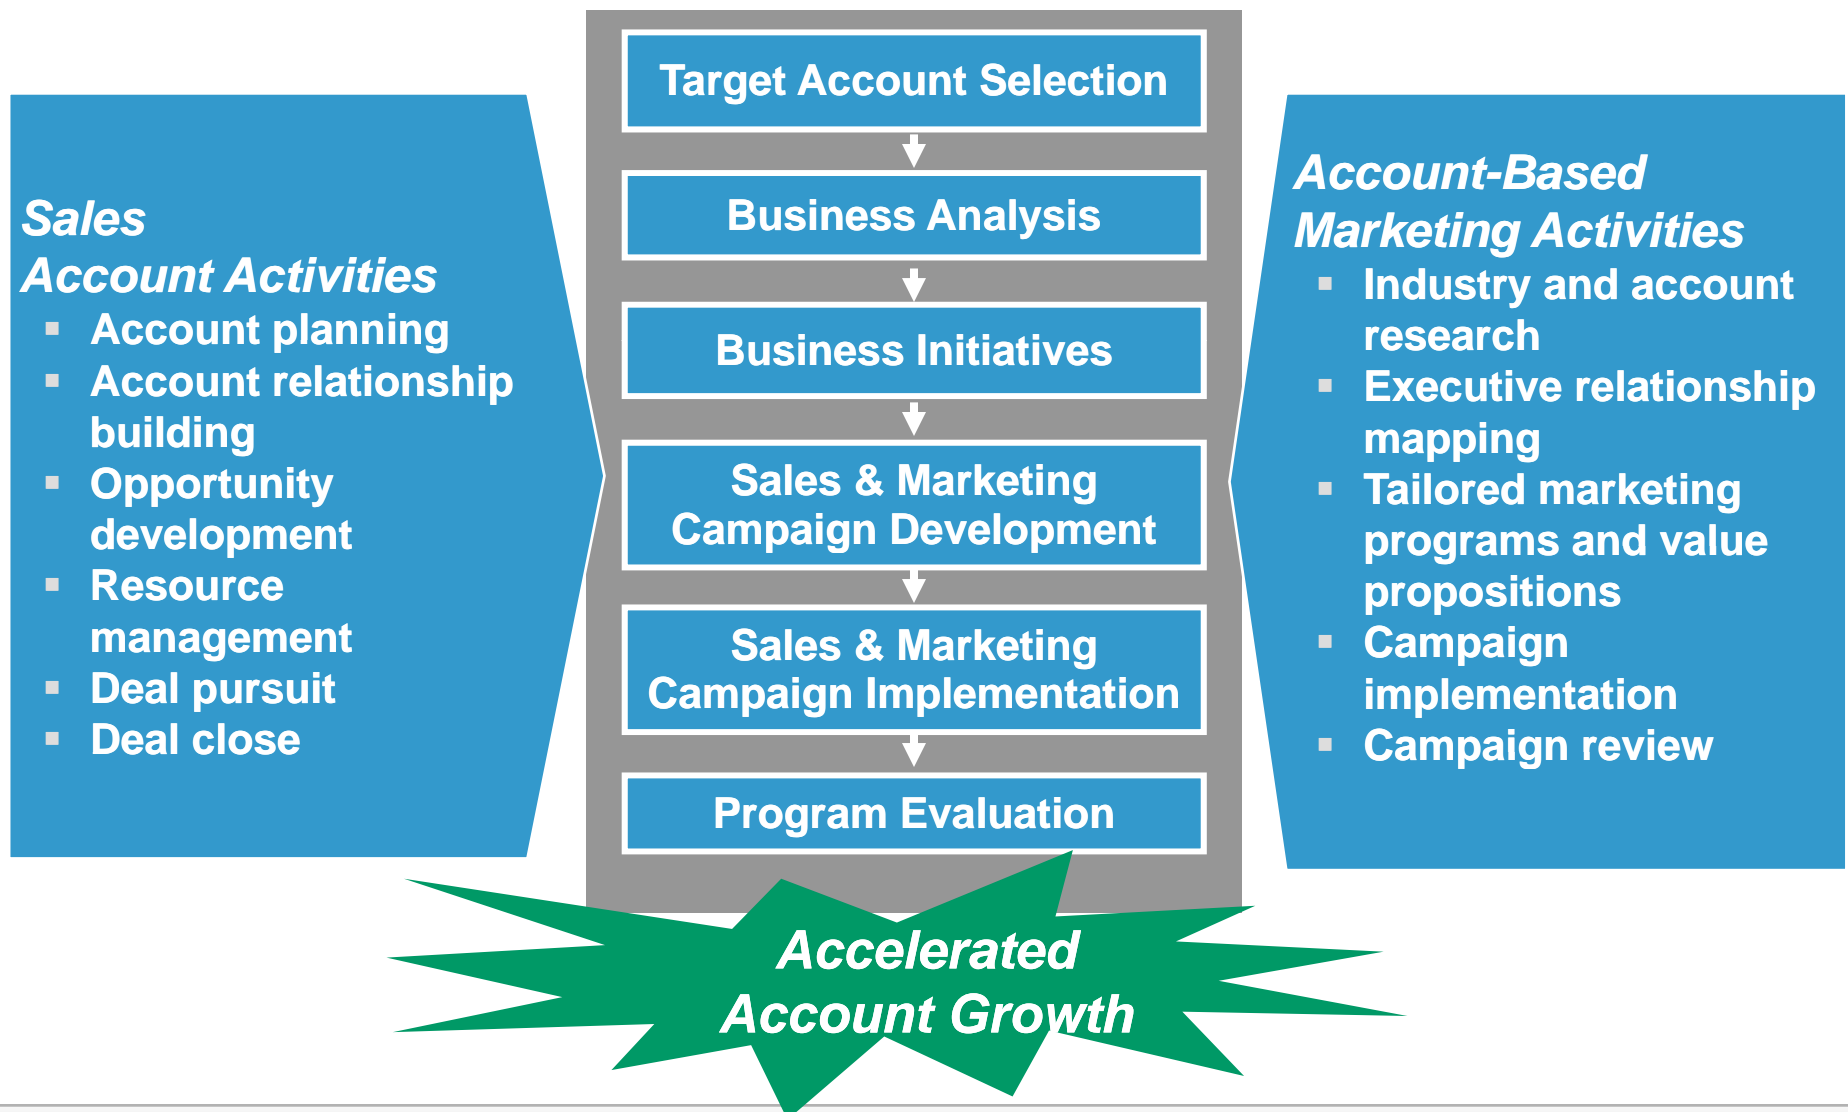 Sales
Account Activities
▪ Account planning
▪ Account relationship
building
▪ Opportunity
development
▪ Resource
management
▪ Deal pursuit
▪ Deal close
Target Account Selection
Business Analysis
Business Initiatives
Sales & Marketing
Campaign Development
Sales & Marketing
Campaign Implementation
Program Evaluation
Account-Based
Marketing Activities
▪ Industry and account
research
▪ Executive relationship
mapping
▪ Tailored marketing
programs and value
propositions
▪ Campaign
implementation
▪ Campaign review
Accelerated
Account Growth